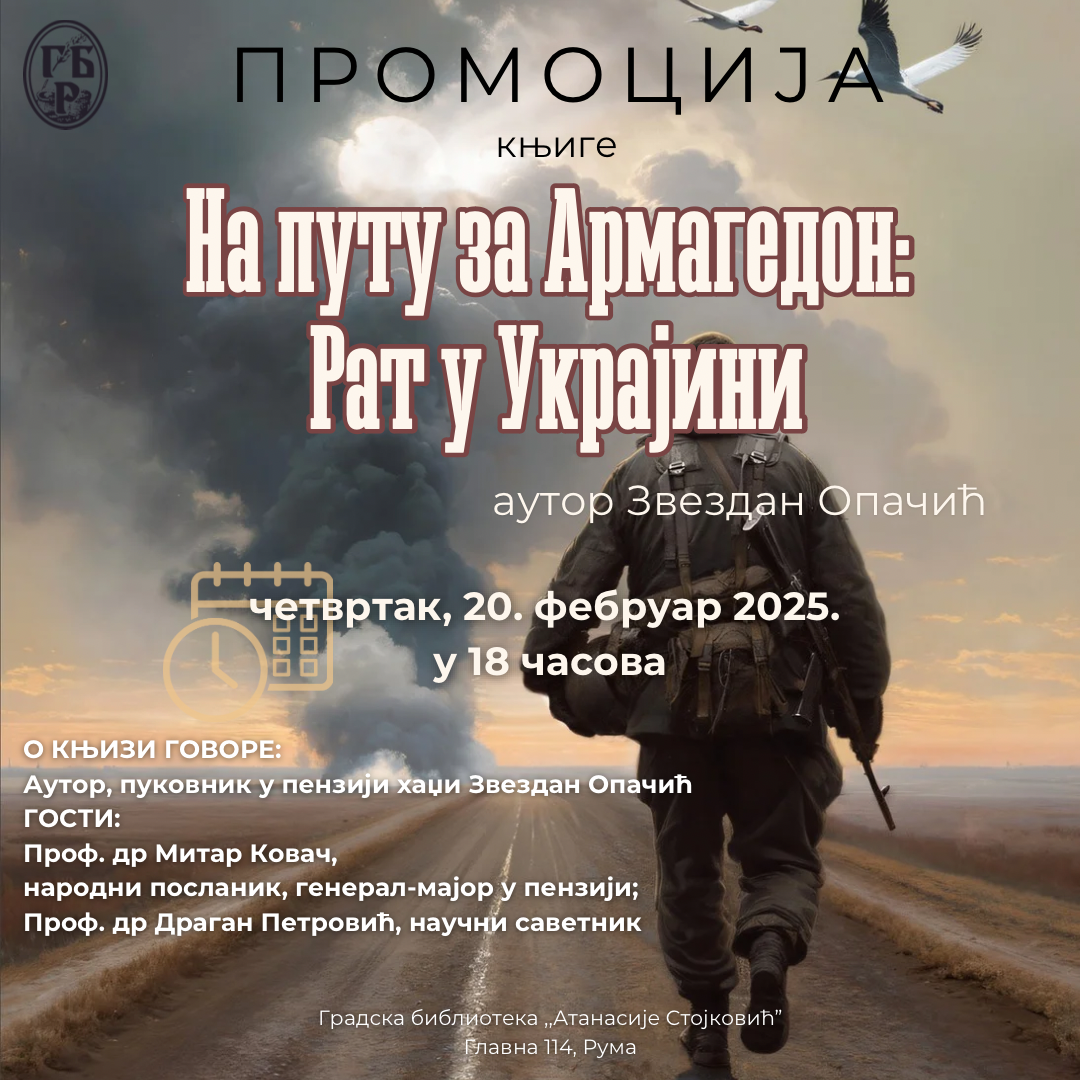 ГБР
ПРОМОЦИЈА
књиге
На путу за Армагедон:
Рат у Украјини
аутор Звездан Опачић
четвртак, 20. фебруар 2025.
у 18 часова
О КЊИЗИ ГОВОРЕ:
Аутор, пуковник у пензији хаџи Звездан Опачић
ГОСТИ:
Проф. др Митар Ковач,
народни посланик, генерал-мајор у пензији;
Проф. др Драган Петровић, научни саветник
Градска библиотека ,,Атанасије Стојковић”
Главна 114, Рума